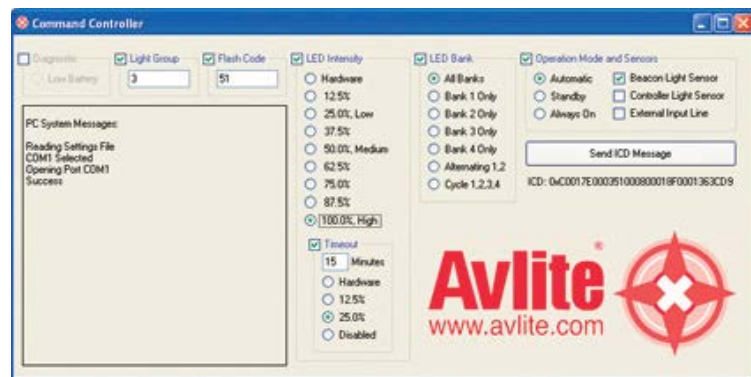 Command Controller
Diagnostic
Low Battery
Light Group
3
Flash Code
51
PC System Messages:
Reading Settings File
COM1 Selected
Opening Port COM1
Success
LED Intensity
Hardware
12.5%
25.0%, Low
37.5%
50.0%, Medium
62.5%
75.0%
87.5%
100.0%, High
Timeout
15 Minutes
Hardware
12.5%
25.0%
Disabled
LED Bank
All Banks
Bank 1 Only
Bank 2 Only
Bank 3 Only
Bank 4 Only
Alternating 1,2
Cycle 1,2,3,4
Operation Mode and Sensors
Automatic
Standby
Always On
Beacon Light Sensor
Controller Light Sensor
External Input Line
Send ICD Message
ICD: 0xC0017E000351000800018F0001363CD9
Avlite®
www.avlite.com